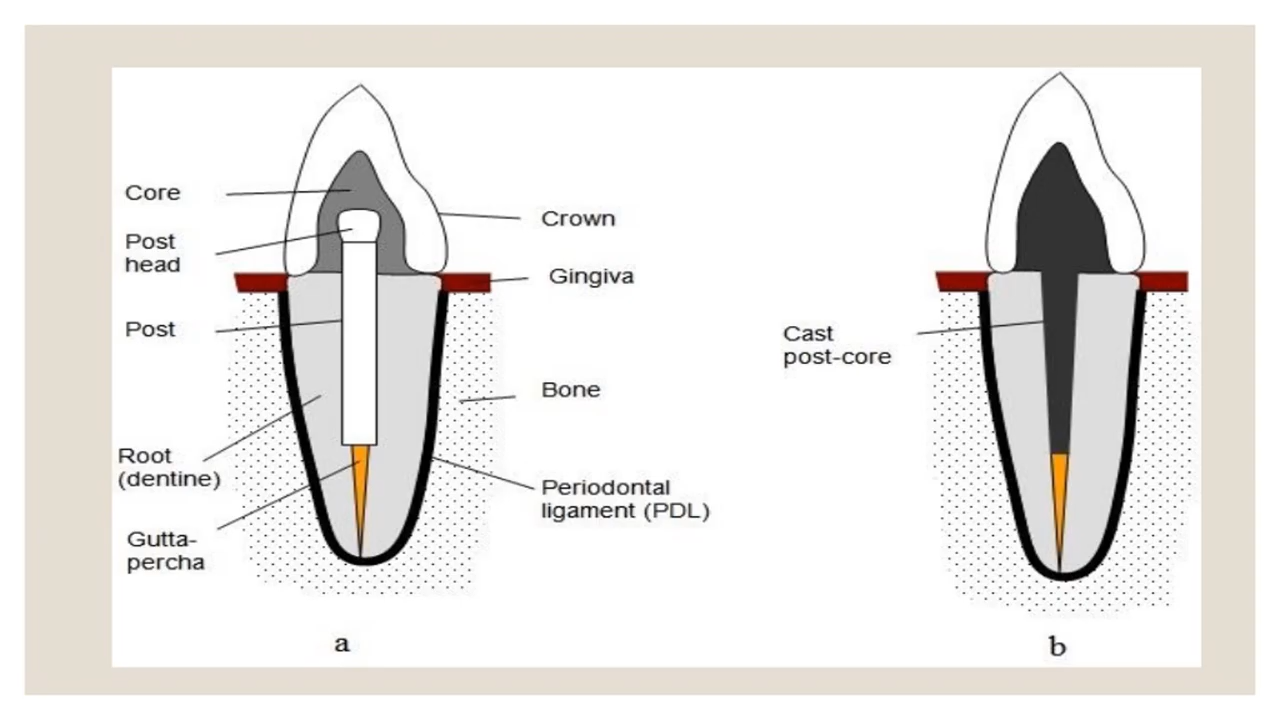 Core
Post
head
Post
Root
(dentine)
Gutta-
percha
Crown
Gingiva
Bone
Periodontal
ligament (PDL)
a
Cast
post-core
b